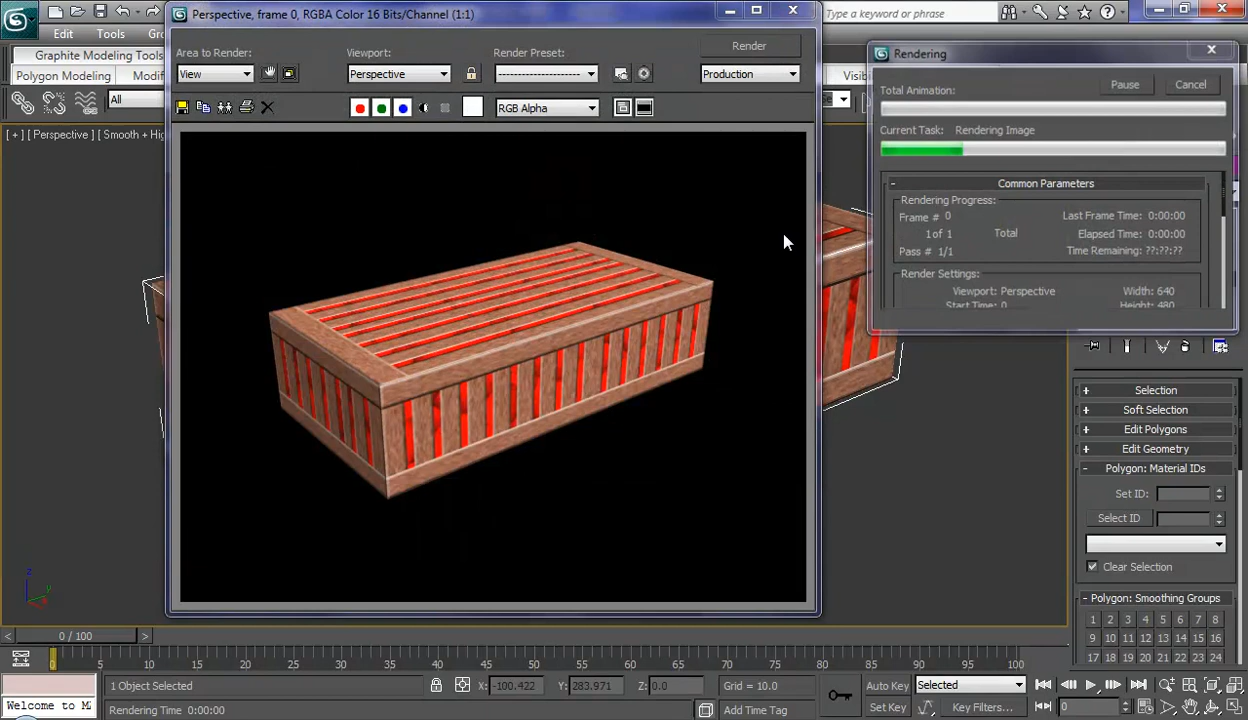 Perspective, frame 0, RGBA Color 16 Bits/Channel (1:1)
Type a keyword or phrase
Edit
Tools
Graphite Modeling Tools
Polygon Modeling
All
[ + ] [ Perspective ] [ Smooth + Hig
Area to Render:
View
Viewport:
Perspective
Render Preset:
Render
Production
RGB Alpha
Rendering
Total Animation:
Pause
Cancel
Current Task:
Rendering Image
Common Parameters
Rendering Progress:
Frame # 0
Last Frame Time: 0:00:00
1 of 1
Total
Elapsed Time: 0:00:00
Pass # 1/1
Time Remaining: ??:??:??
Render Settings:
Viewport: Perspective
Width: 640
Start Time: 0
Height: 480
Selection
Soft Selection
Edit Polygons
Edit Geometry
Polygon: Material IDs
Set ID:
Select ID
Clear Selection
Polygon: Smoothing Groups
1 2 3 4 5 6 7 8
9 10 11 12 13 14 15 16
17 18 19 20 21 22 23 24
0 / 100
0 5 10 15 20 25 30 35 40 45 50 55 60 65 70 75 80 85 90 95 100
1 Object Selected
X: -100.422
Y: 283.971
Z: 0.0
Grid = 10.0
Auto Key
Selected
Welcome to M
Rendering Time 0:00:00
Add Time Tag
Set Key
Key Filters...
0